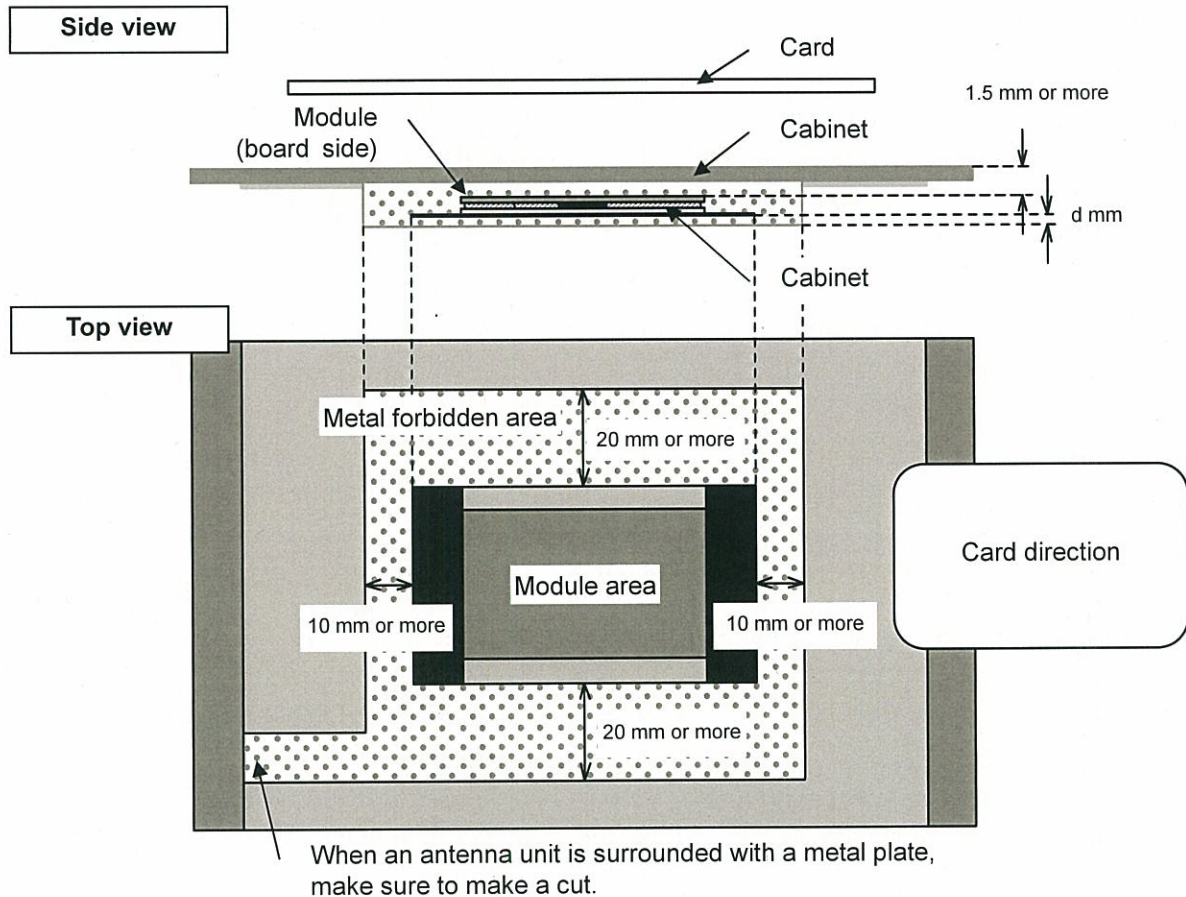 Side view
Card
1.5 mm or more
Module
(board side)
Cabinet
d mm
Cabinet
Top view
Metal forbidden area
20 mm or more
Card direction
Module area
10 mm or more
10 mm or more
20 mm or more
When an antenna unit is surrounded with a metal plate,
make sure to make a cut.